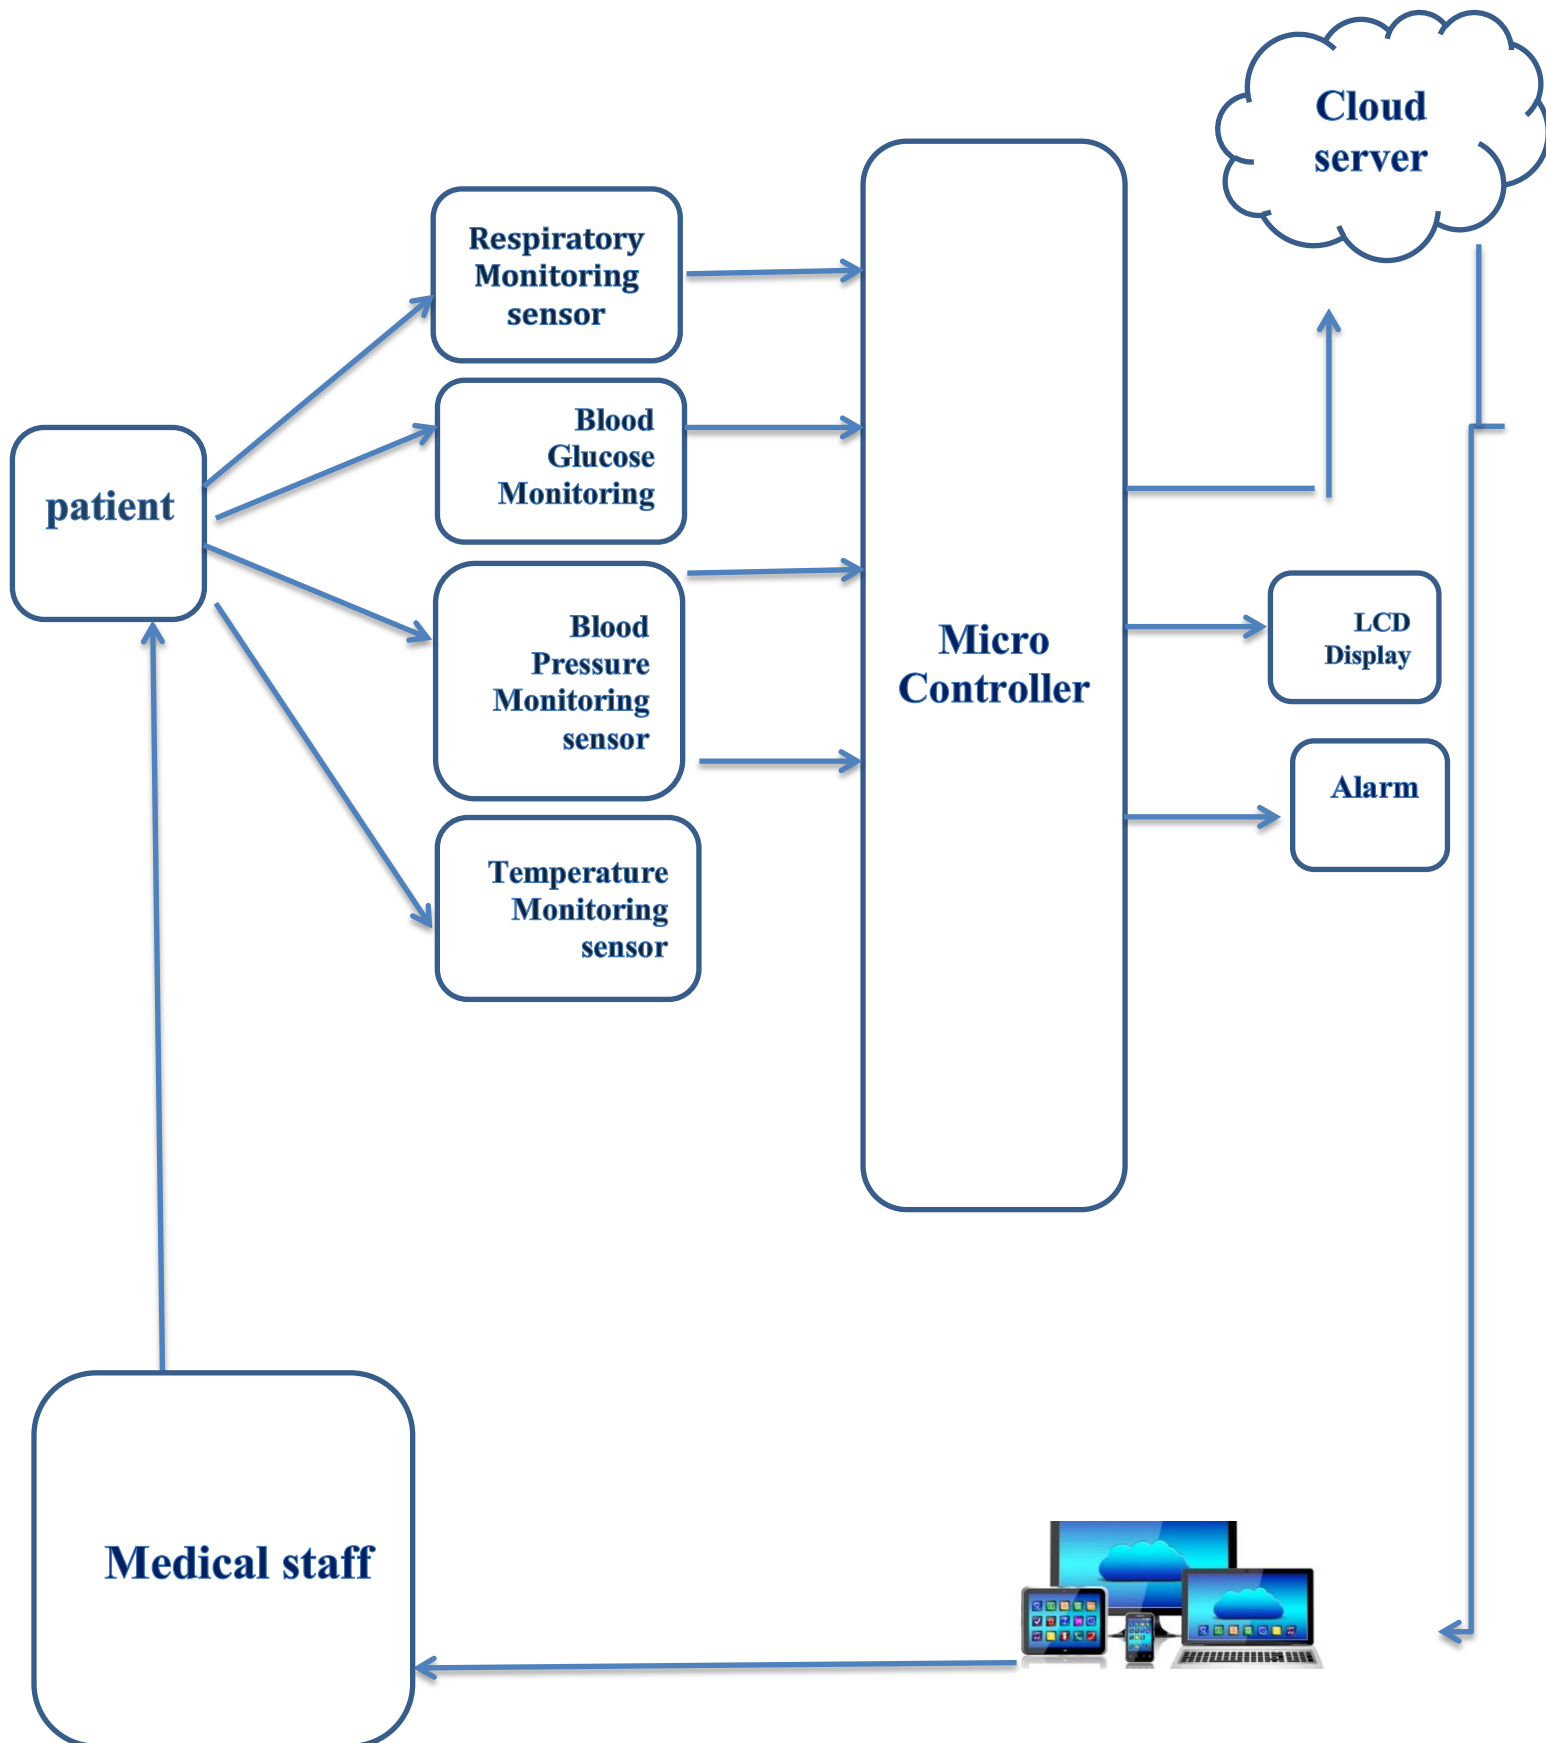 Cloud
server
Respiratory
Monitoring
sensor
Blood
Glucose
Monitoring
patient
Blood
Pressure
Monitoring
sensor
Micro
Controller
LCD
Display
Alarm
Temperature
Monitoring
sensor
Medical staff